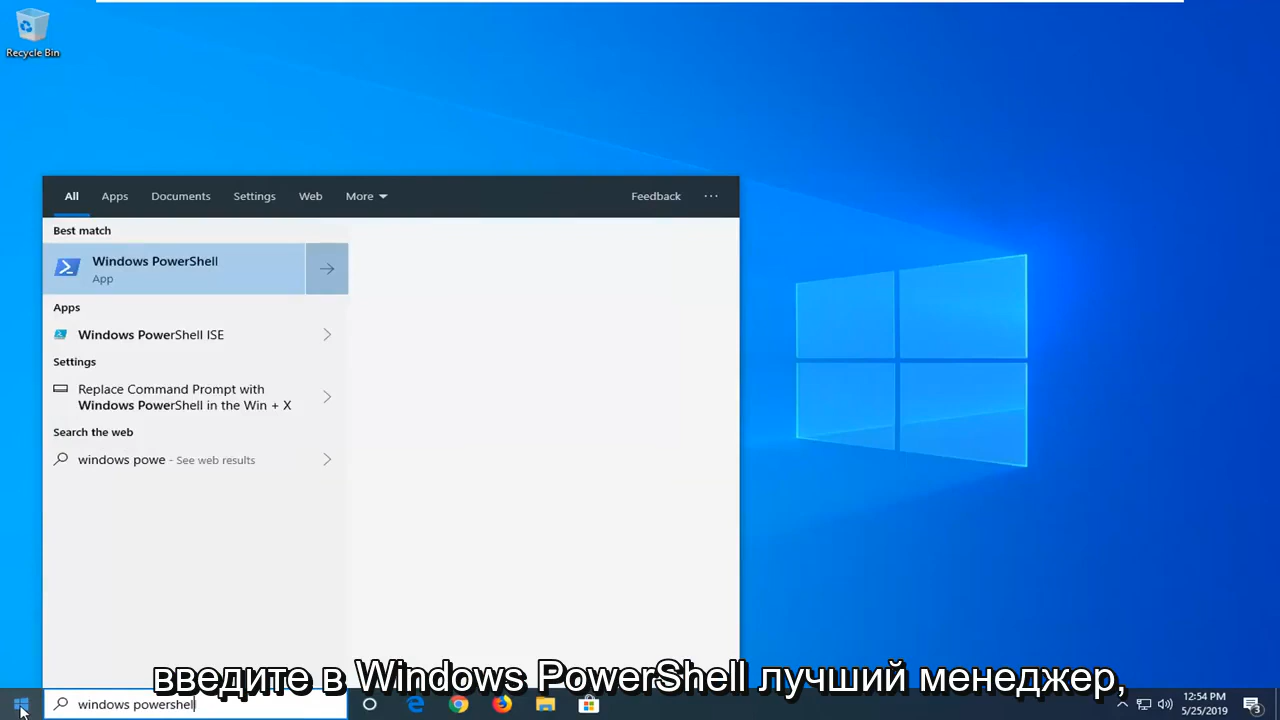 Recycle Bin
All Apps Documents Settings Web More Feedback ...
Best match
Windows PowerShell
App
Apps
Windows PowerShell ISE
Settings
Replace Command Prompt with
Windows PowerShell in the Win + X
Search the web
windows powe - See web results
введите в Windows PowerShell лучший менеджер,
windows powershell
12:54 PM
5/25/2019
3